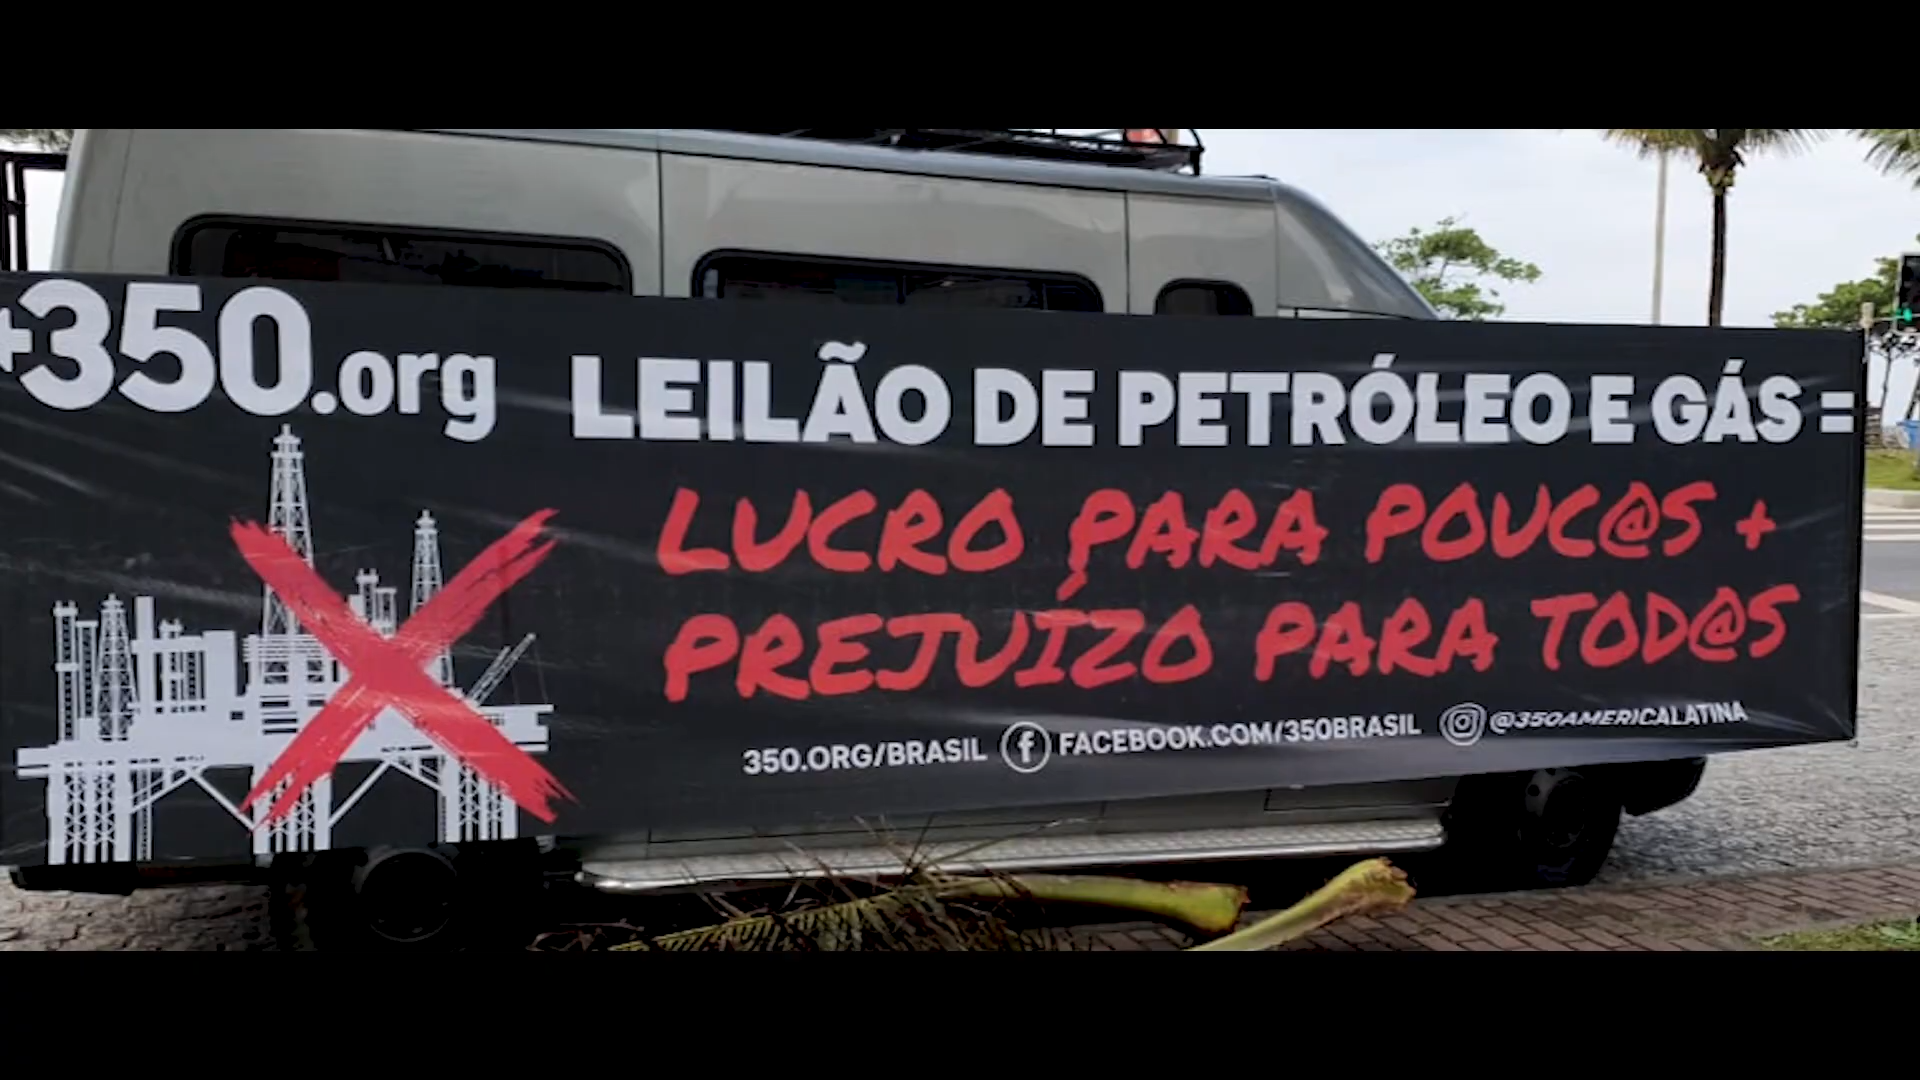 +350.org
LEILÃO DE PETRÓLEO E GÁS =
LUCRO PARA POUC@S +
PREJUÍZO PARA TOD@S
350.ORG/BRASIL f FACEBOOK.COM/350BRASIL @350AMERICALATINA